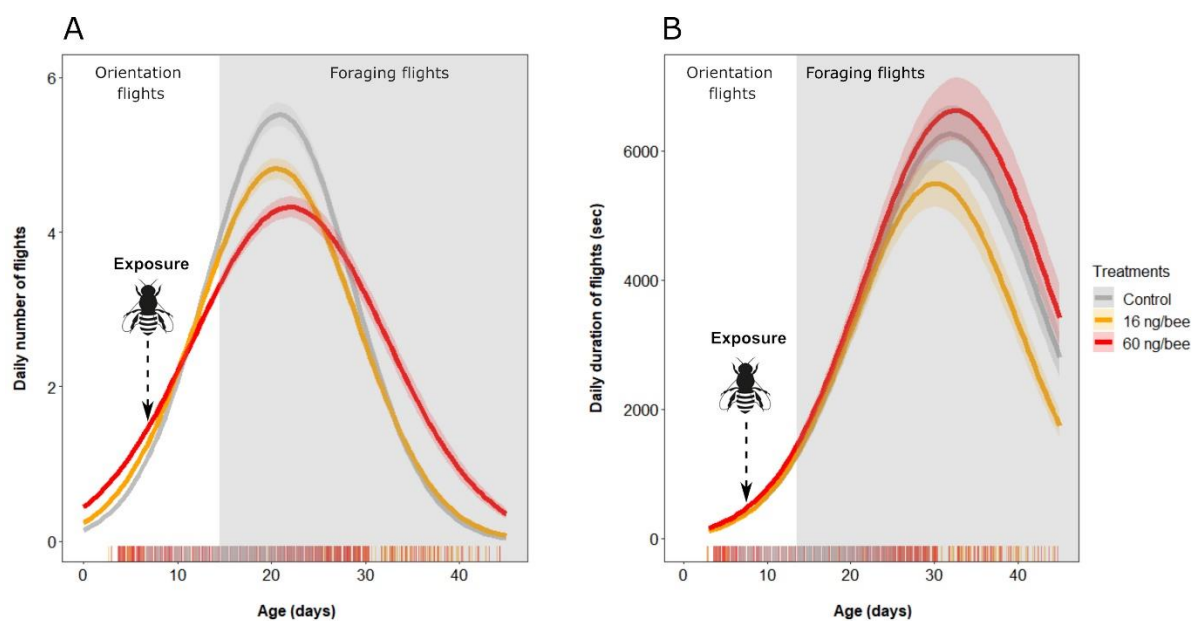 A
Orientation
flights
Foraging flights
Exposure
Daily number of flights
6
4
2
0
0 10 20 30 40
Age (days)
B
Orientation
flights
Foraging flights
Exposure
Daily duration of flights (sec)
6000
4000
2000
0
0 10 20 30 40
Age (days)
Treatments
Control
16 ng/bee
60 ng/bee